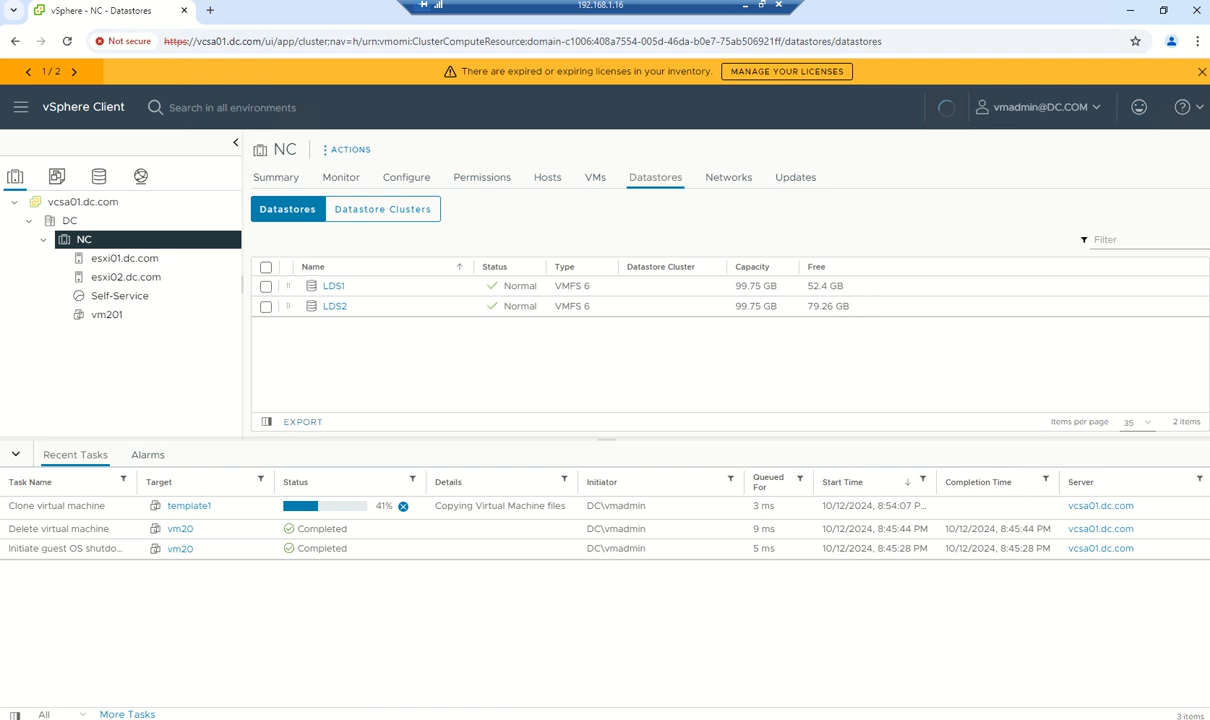 vSphere - NC - Datastores
192.168.1.16
Not secure
https://vcsa01.dc.com/ui/app/cluster;nav=h/urn:vmomi:ClusterComputeResource:domain-c1006:408a7554-005d-46da-b0e7-75ab506921ff/datastores/datastores
1 / 2
There are expired or expiring licenses in your inventory.
MANAGE YOUR LICENSES
vSphere Client
Search in all environments
vmadmin@DC.COM
NC
ACTIONS
Summary Monitor Configure Permissions Hosts VMs Datastores Networks Updates
vcsa01.dc.com
DC
NC
esxi01.dc.com
esxi02.dc.com
Self-Service
vm201
Datastores Datastore Clusters
Filter
Name Status Type Datastore Cluster Capacity Free
LDS1 Normal VMFS 6 99.75 GB 52.4 GB
LDS2 Normal VMFS 6 99.75 GB 79.26 GB
EXPORT
Items per page 35 2 items
Recent Tasks Alarms
Task Name Target Status Details Initiator Queued For Start Time Completion Time Server
Clone virtual machine template1 41% Copying Virtual Machine files DC\vmadmin 3 ms 10/12/2024, 8:54:07 P... vcsa01.dc.com
Delete virtual machine vm20 Completed DC\vmadmin 9 ms 10/12/2024, 8:45:44 PM 10/12/2024, 8:45:44 PM vcsa01.dc.com
Initiate guest OS shutdo... vm20 Completed DC\vmadmin 5 ms 10/12/2024, 8:45:28 PM 10/12/2024, 8:45:28 PM vcsa01.dc.com
All More Tasks 3 items